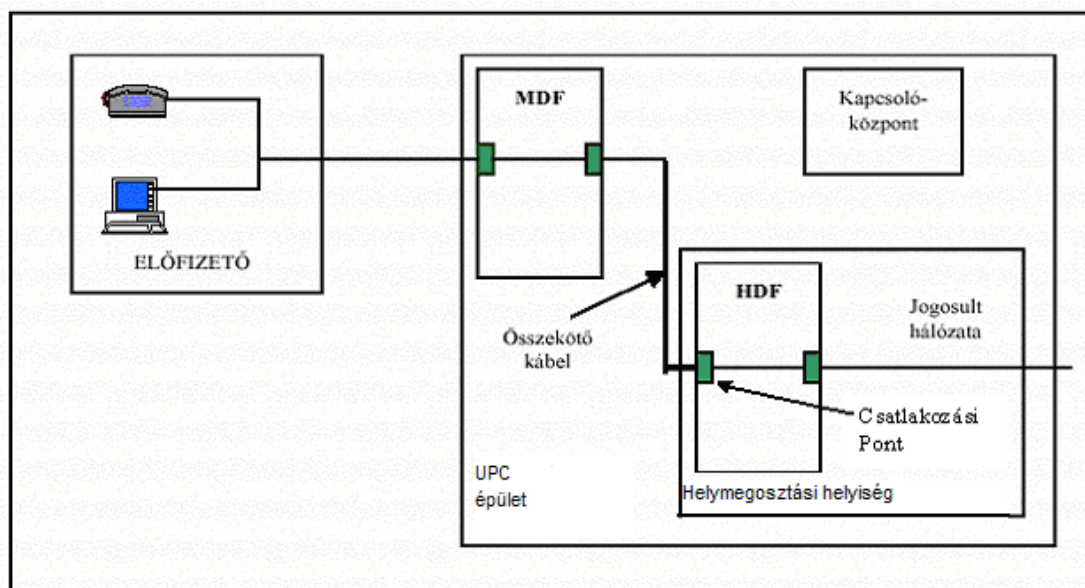 MDF
Kapcsoló-
központ
ELŐFIZETŐ
HDF
Jogosult
hálózata
Összekötő
kábel
Csatlakozási
Pont
UPC
épület
Helymegosztási helyiség